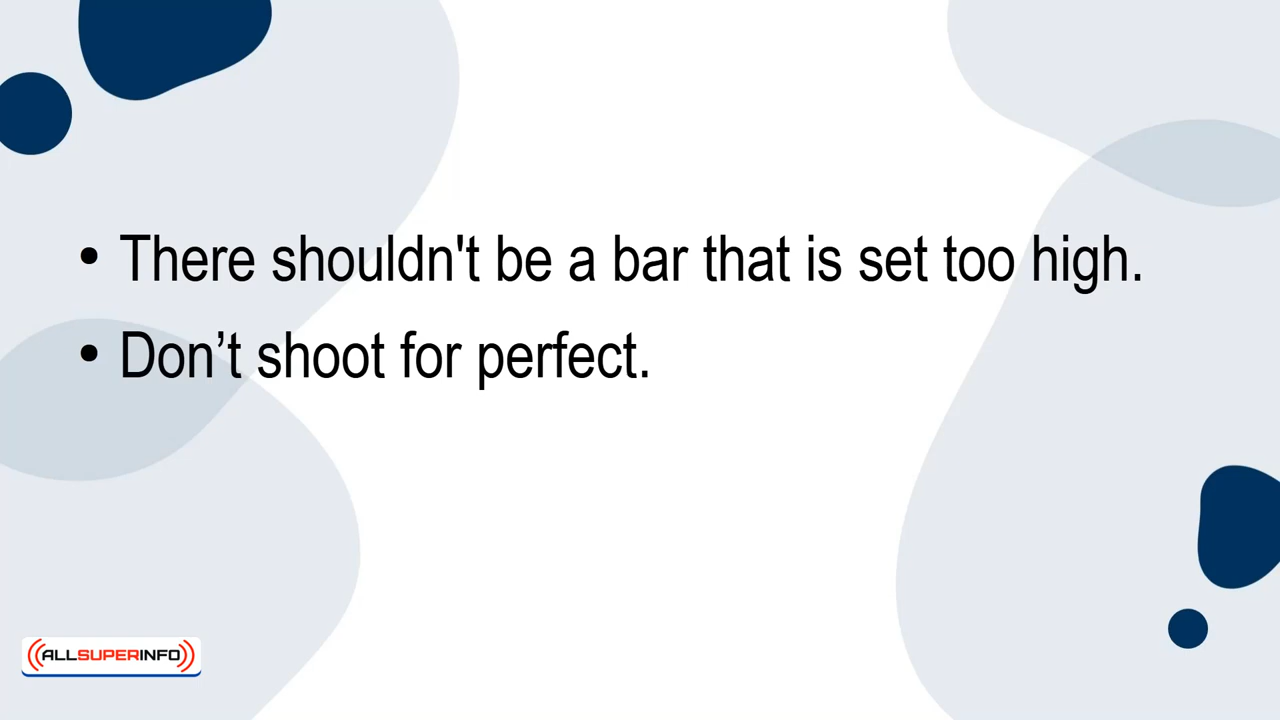 • There shouldn't be a bar that is set too high.
• Don’t shoot for perfect.
((ALLSUPERINFO))